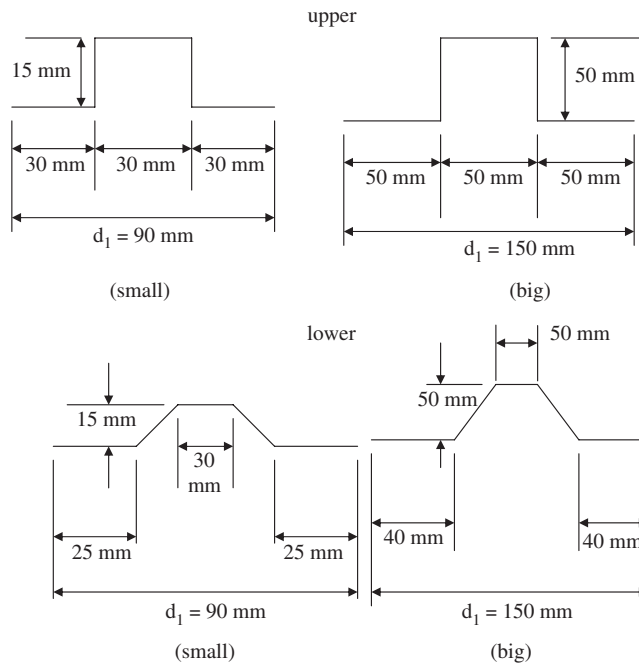 upper
15 mm
50 mm
30 mm 30 mm 30 mm
50 mm 50 mm 50 mm
d1 = 90 mm
d1 = 150 mm
(small)
(big)
lower
50 mm
15 mm
50 mm
30
mm
25 mm 25 mm
40 mm 40 mm
d1 = 90 mm
d1 = 150 mm
(small)
(big)